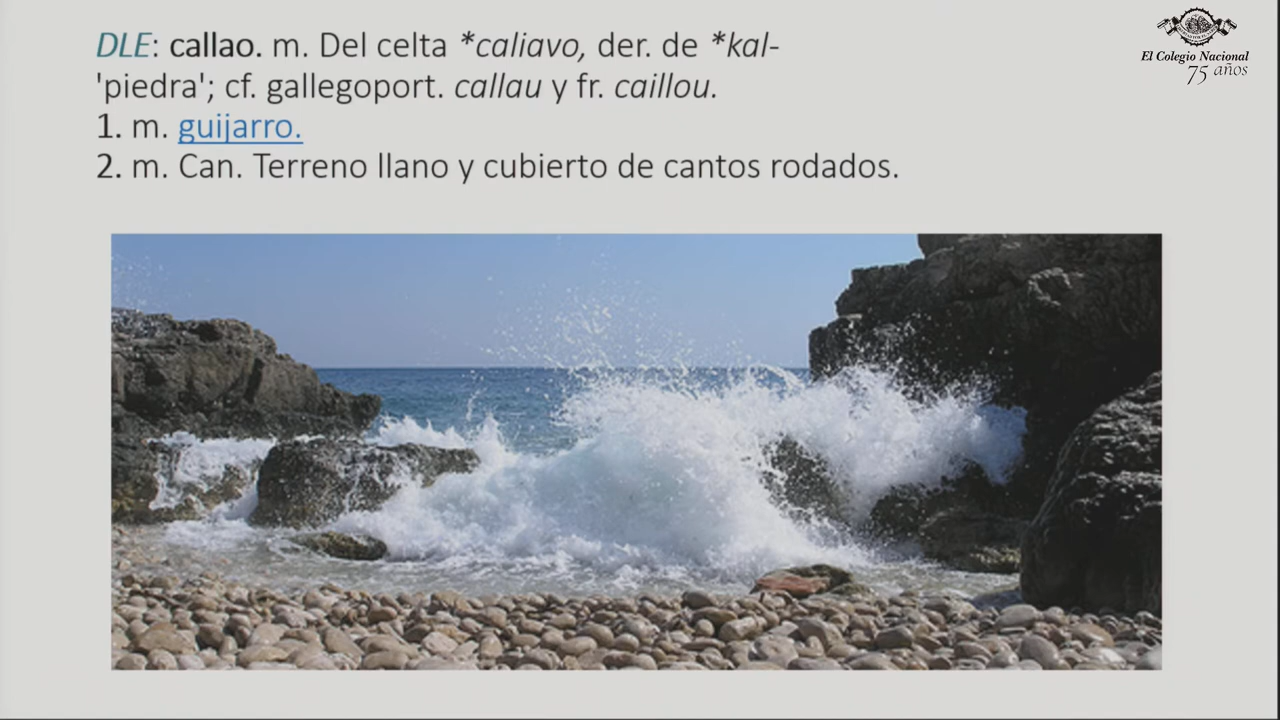 DLE: callao. m. Del celta *caliavo, der. de *kal-
'piedra'; cf. gallegoport. callau y fr. caillou.
1. m. guijarro.
2. m. Can. Terreno llano y cubierto de cantos rodados.
El Colegio Nacional
75 años